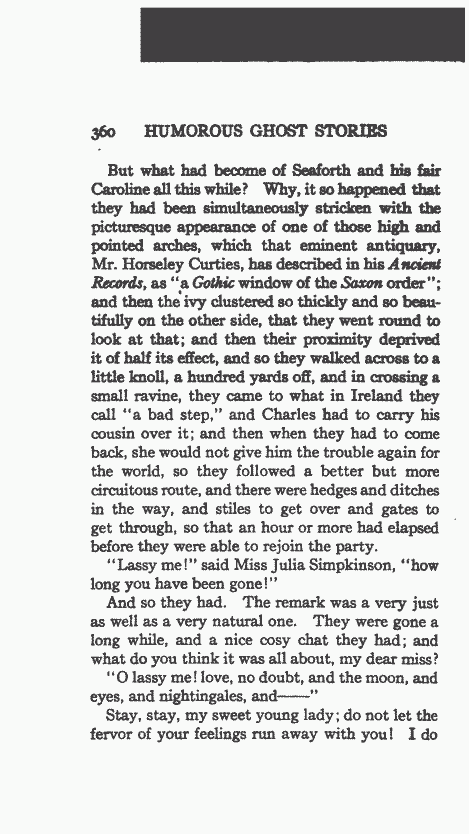 360 HUMOROUS GHOST STORIES
But what had become of Seaforth and his fair
Caroline all this while? Why, it so happened that
they had been simultaneously stricken with the
picturesque appearance of one of those high and
pointed arches, which that eminent antiquary,
Mr. Horseley Curties, has described in his Ancient
Records, as "a Gothic window of the Saxon order";
and then the ivy clustered so thickly and so beau-
tifully on the other side, that they went round to
look at that; and then their proximity deprived
it of half its effect, and so they walked across to a
little knoll, a hundred yards off, and in crossing a
small ravine, they came to what in Ireland they
call "a bad step," and Charles had to carry his
cousin over it; and then when they had to come
back, she would not give him the trouble again for
the world, so they followed a better but more
circuitous route, and there were hedges and ditches
in the way, and stiles to get over and gates to
get through, so that an hour or more had elapsed
before they were able to rejoin the party.
"Lassy me!" said Miss Julia Simpkinson, "how
long you have been gone!"
And so they had. The remark was a very just
as well as a very natural one. They were gone a
long while, and a nice cosy chat they had; and
what do you think it was all about, my dear miss?
"O lassy me! love, no doubt, and the moon, and
eyes, and nightingales, and——"
Stay, stay, my sweet young lady; do not let the
fervor of your feelings run away with you! I do